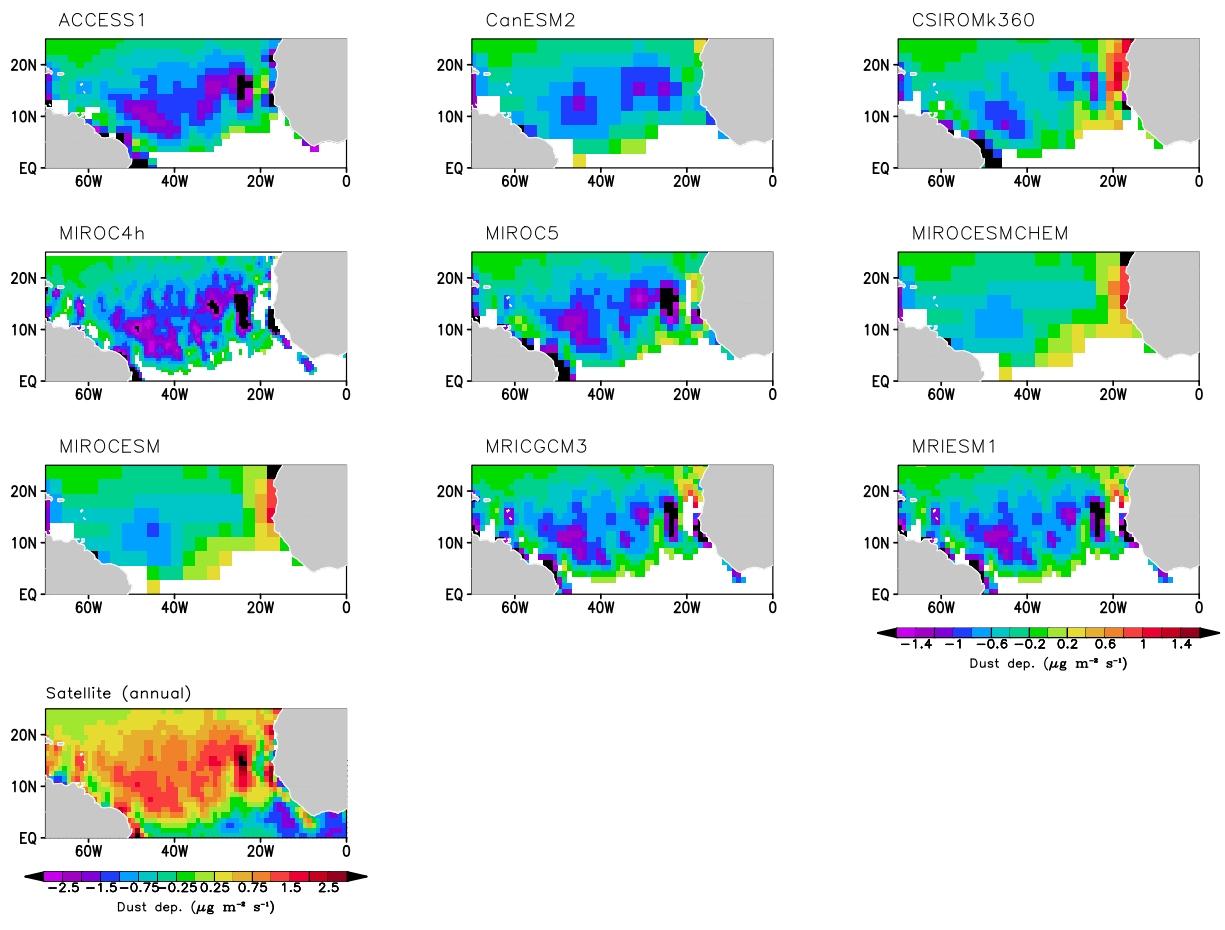 ACCESS1 CanESM2 CSIROMk360
20N 20N 20N
10N 10N 10N
EQ EQ EQ
60W 40W 20W 0 60W 40W 20W 0 60W 40W 20W 0
MIROC4h MIROC5 MIROCESMCHEM
20N 20N 20N
10N 10N 10N
EQ EQ EQ
60W 40W 20W 0 60W 40W 20W 0 60W 40W 20W 0
MIROCESM MRICGCM3 MRIESM1
20N 20N 20N
10N 10N 10N
EQ EQ EQ
60W 40W 20W 0 60W 40W 20W 0 60W 40W 20W 0
−1.4 −1 −0.6 −0.2 0.2 0.6 1 1.4
Dust dep. (μg m⁻² s⁻¹)
Satellite (annual)
20N
10N
EQ
60W 40W 20W 0
−2.5 −1.5 −0.75 −0.25 0.25 0.75 1.5 2.5
Dust dep. (μg m⁻² s⁻¹)